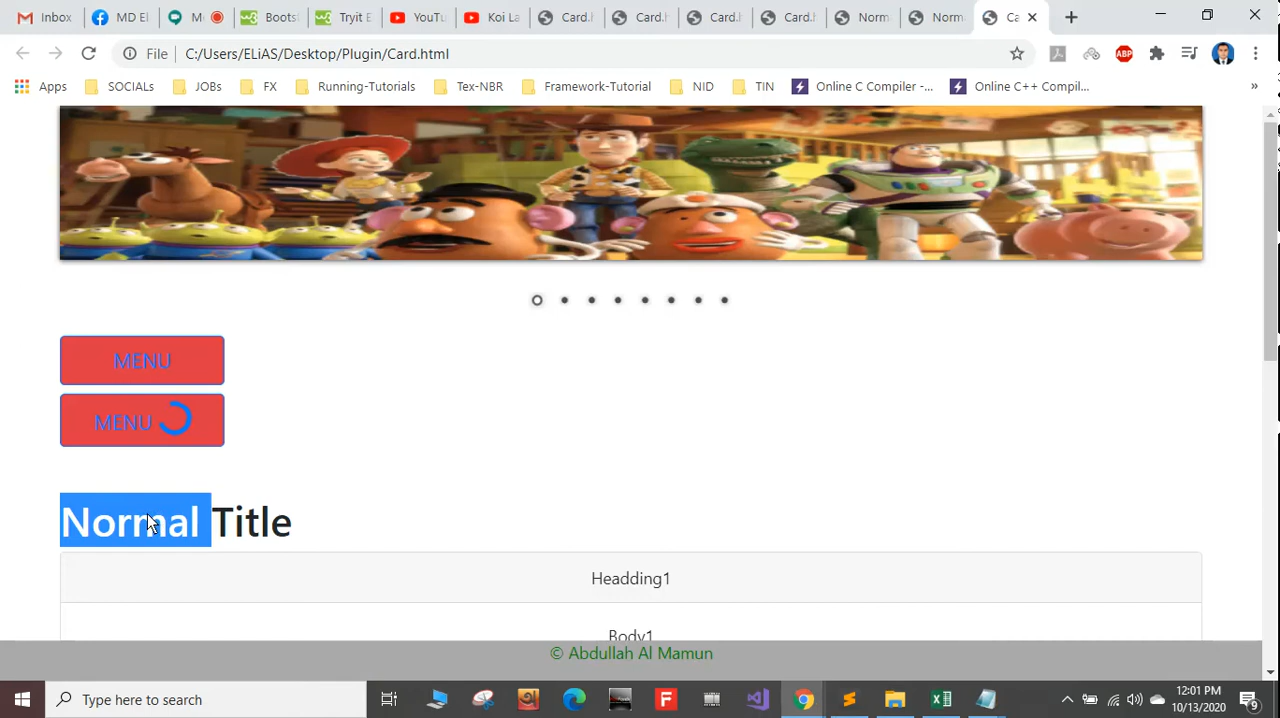 Inbox MD El M Boots Tryit E YouTu Koi La Card.h Card.h Card.h Card.h Norm Norm Ca
File C:/Users/ELiAS/Desktop/Plugin/Card.html ABP
Apps SOCIALs JOBs FX Running-Tutorials Tex-NBR Framework-Tutorial NID TIN Online C Compiler -... Online C++ Compil... »
MENU
MENU
Normal Title
Headding1
Body1
© Abdullah Al Mamun
Type here to search 12:01 PM
10/13/2020 9